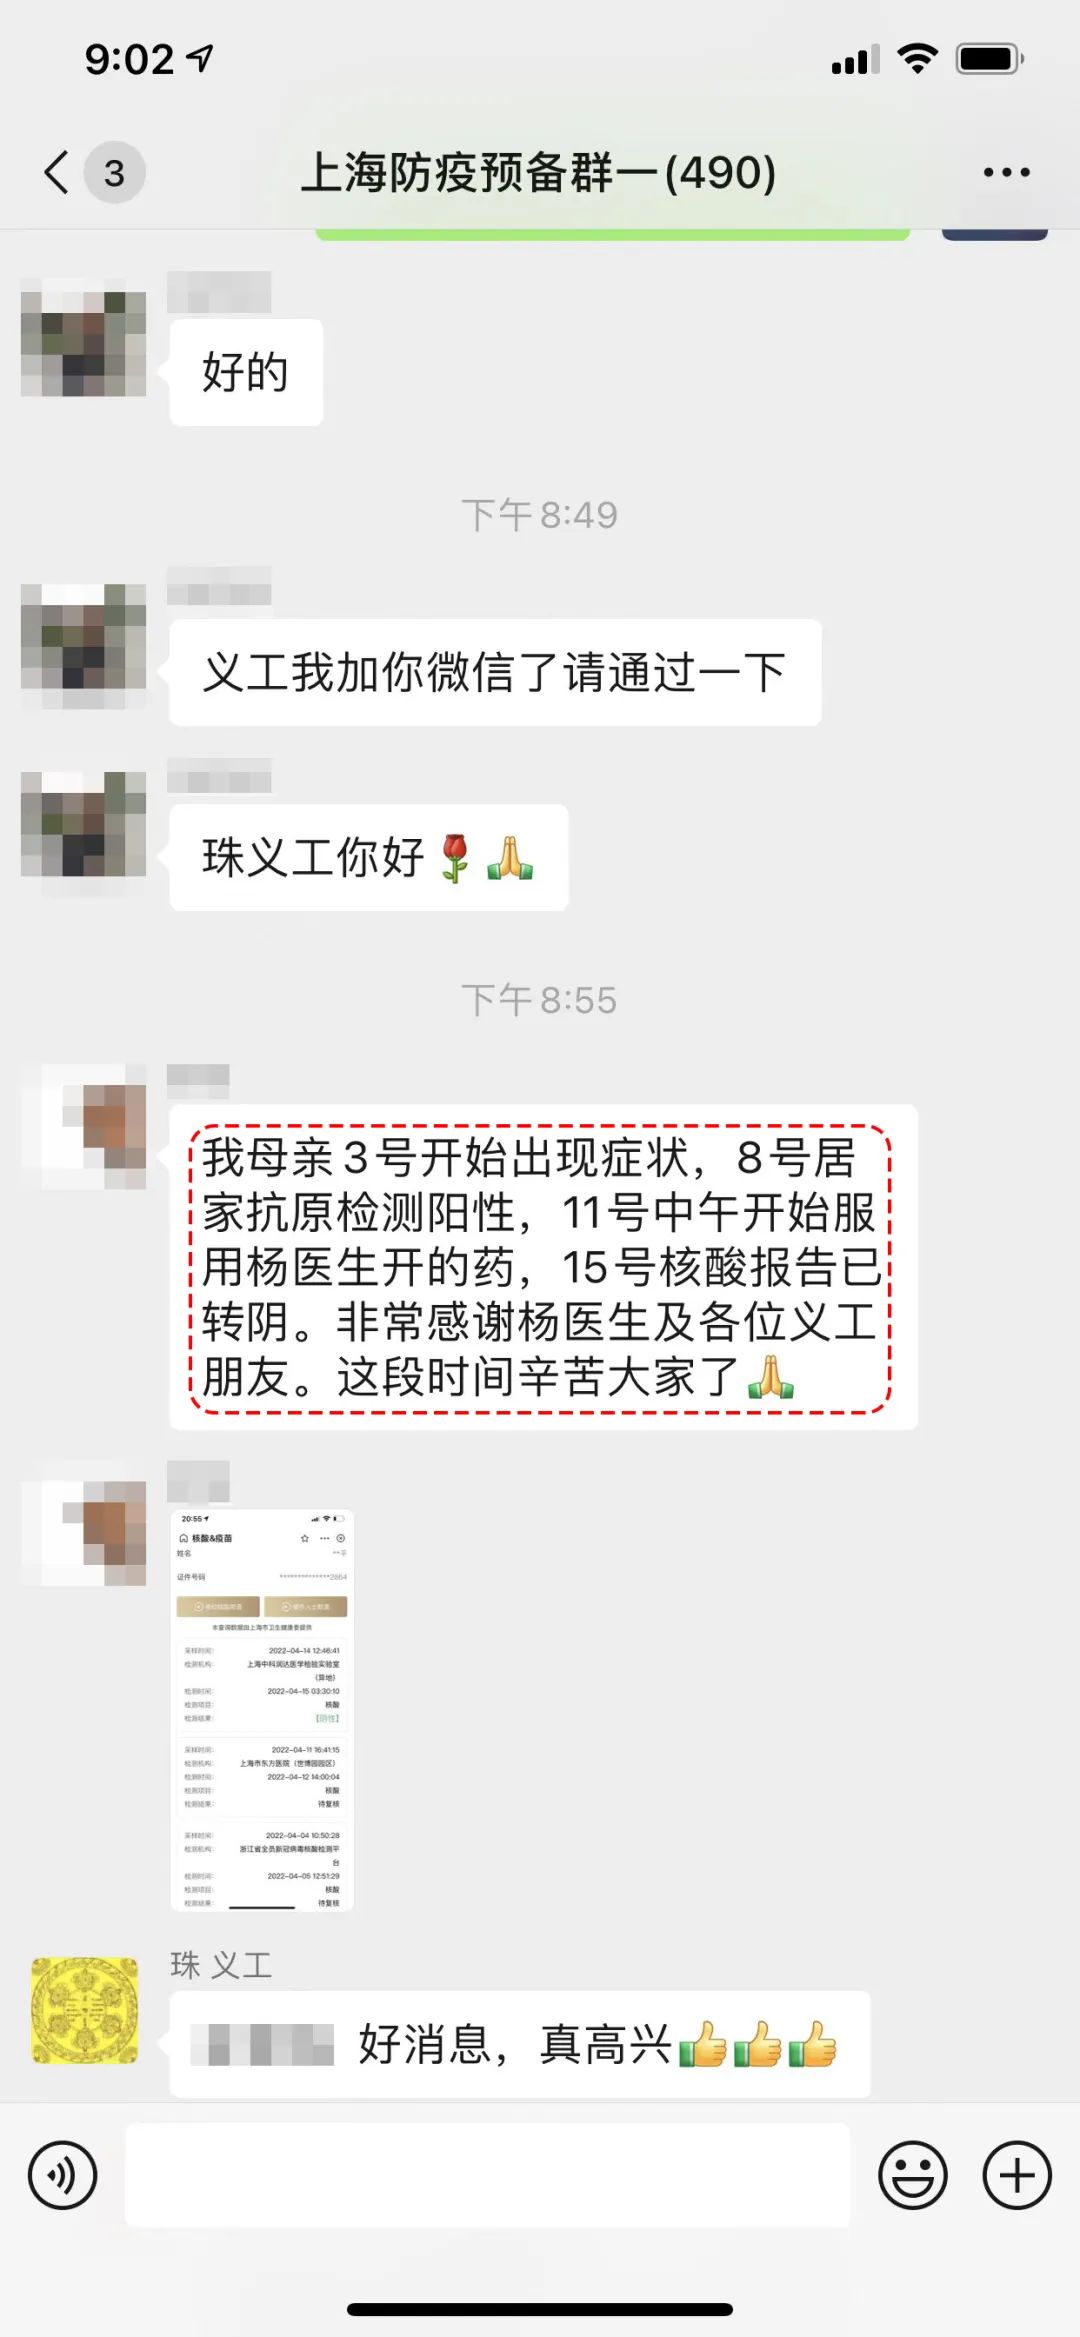 9:02
3
上海防疫预备群一(490)
好的
下午8:49
义工我加你微信了请通过一下
珠义工你好🌹🙏
下午8:55
我母亲3号开始出现症状，8号居
家抗原检测阳性，11号中午开始服
用杨医生开的药，15号核酸报告已
转阴。非常感谢杨医生及各位义工
朋友。这段时间辛苦大家了🙏
20:55
核酸&疫苗
姓名 **平
证件号码 **************2864
本查询数据由上海市卫生健康委提供
采样时间： 2022-04-14 12:46:41
检测机构： 上海中科润达医学检验实验室
（异地）
检测时间： 2022-04-15 03:30:10
检测项目： 核酸
检测结果： 【阴性】
采样时间： 2022-04-11 16:41:15
检测机构： 上海市东方医院（世博园园区）
检测时间： 2022-04-12 14:00:04
检测项目： 核酸
检测结果： 待复核
采样时间： 2022-04-04 10:50:28
检测机构： 浙江省全员新冠病毒核酸检测平
台
检测时间： 2022-04-05 12:51:29
检测项目： 核酸
检测结果： 待复核
珠 义工
好消息，真高兴👍👍👍